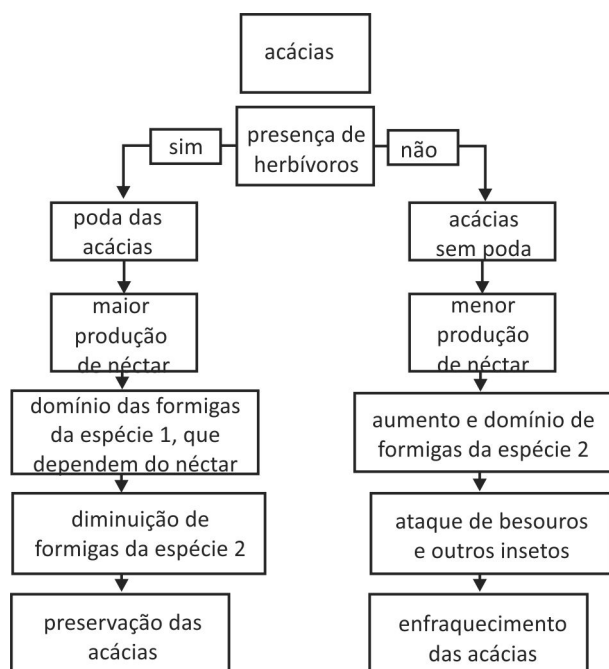 acácias
presença de
herbívoros
sim
não
poda das
acácias
acácias
sem poda
maior
produção
de néctar
menor
produção
de néctar
domínio das formigas
da espécie 1, que
dependem do néctar
aumento e domínio de
formigas da espécie 2
diminuição de
formigas da espécie 2
ataque de besouros
e outros insetos
preservação das
acácias
enfraquecimento
das acácias